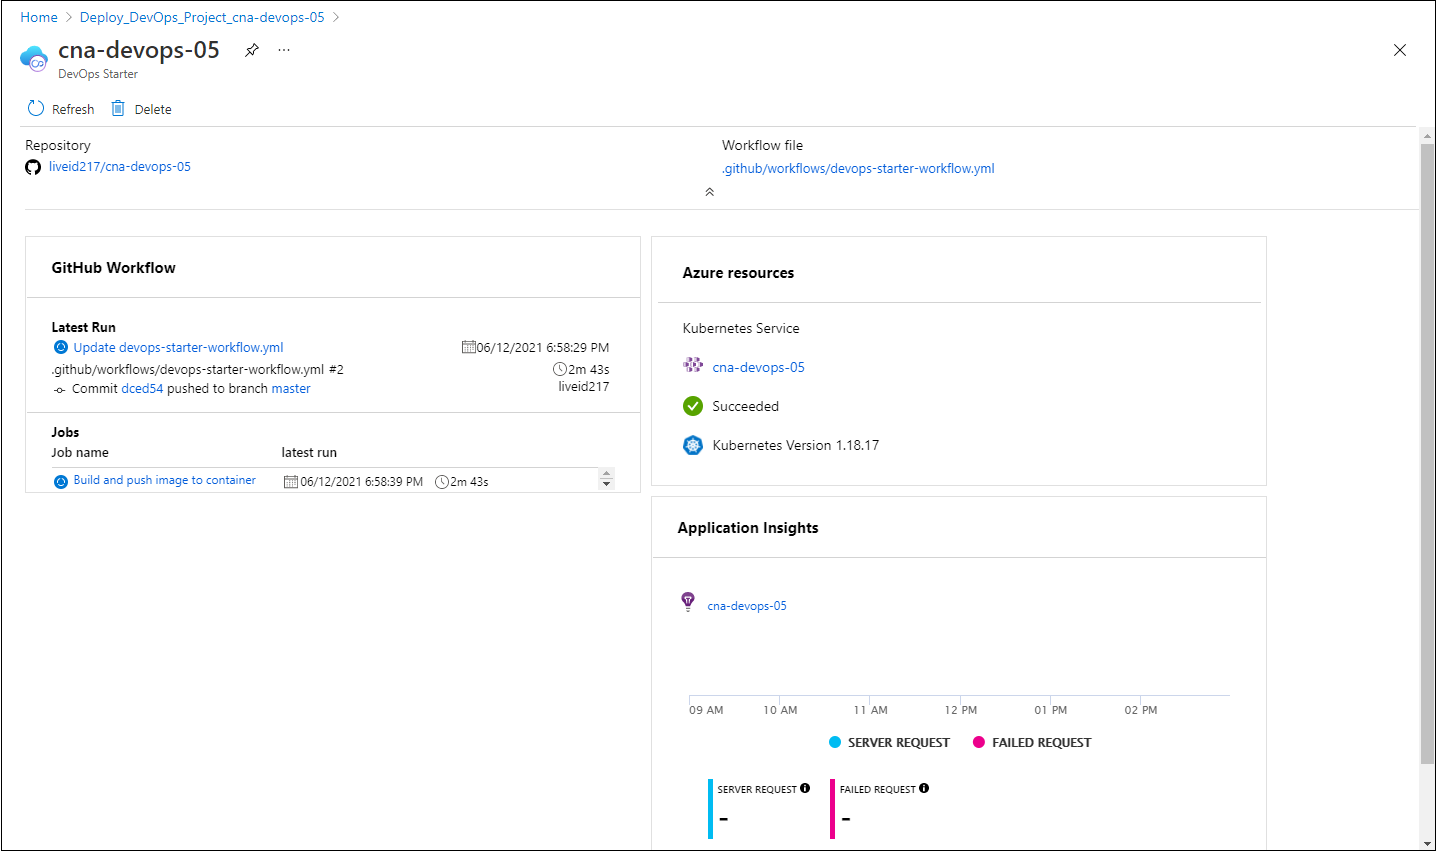 Home > Deploy_DevOps_Project_cna-devops-05 >
cna-devops-05 ...
DevOps Starter
Refresh Delete
Repository
liveid217/cna-devops-05
Workflow file
.github/workflows/devops-starter-workflow.yml
GitHub Workflow
Latest Run
Update devops-starter-workflow.yml 06/12/2021 6:58:29 PM
.github/workflows/devops-starter-workflow.yml #2 2m 43s
Commit dced54 pushed to branch master liveid217
Jobs
Job name latest run
Build and push image to container 06/12/2021 6:58:39 PM 2m 43s
Azure resources
Kubernetes Service
cna-devops-05
Succeeded
Kubernetes Version 1.18.17
Application Insights
cna-devops-05
09 AM 10 AM 11 AM 12 PM 01 PM 02 PM
SERVER REQUEST FAILED REQUEST
SERVER REQUEST FAILED REQUEST
- -